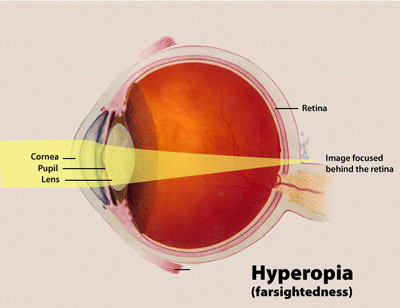 Retina
Cornea
Pupil
Lens
Image focused
behind the retina
Hyperopia
(farsightedness)